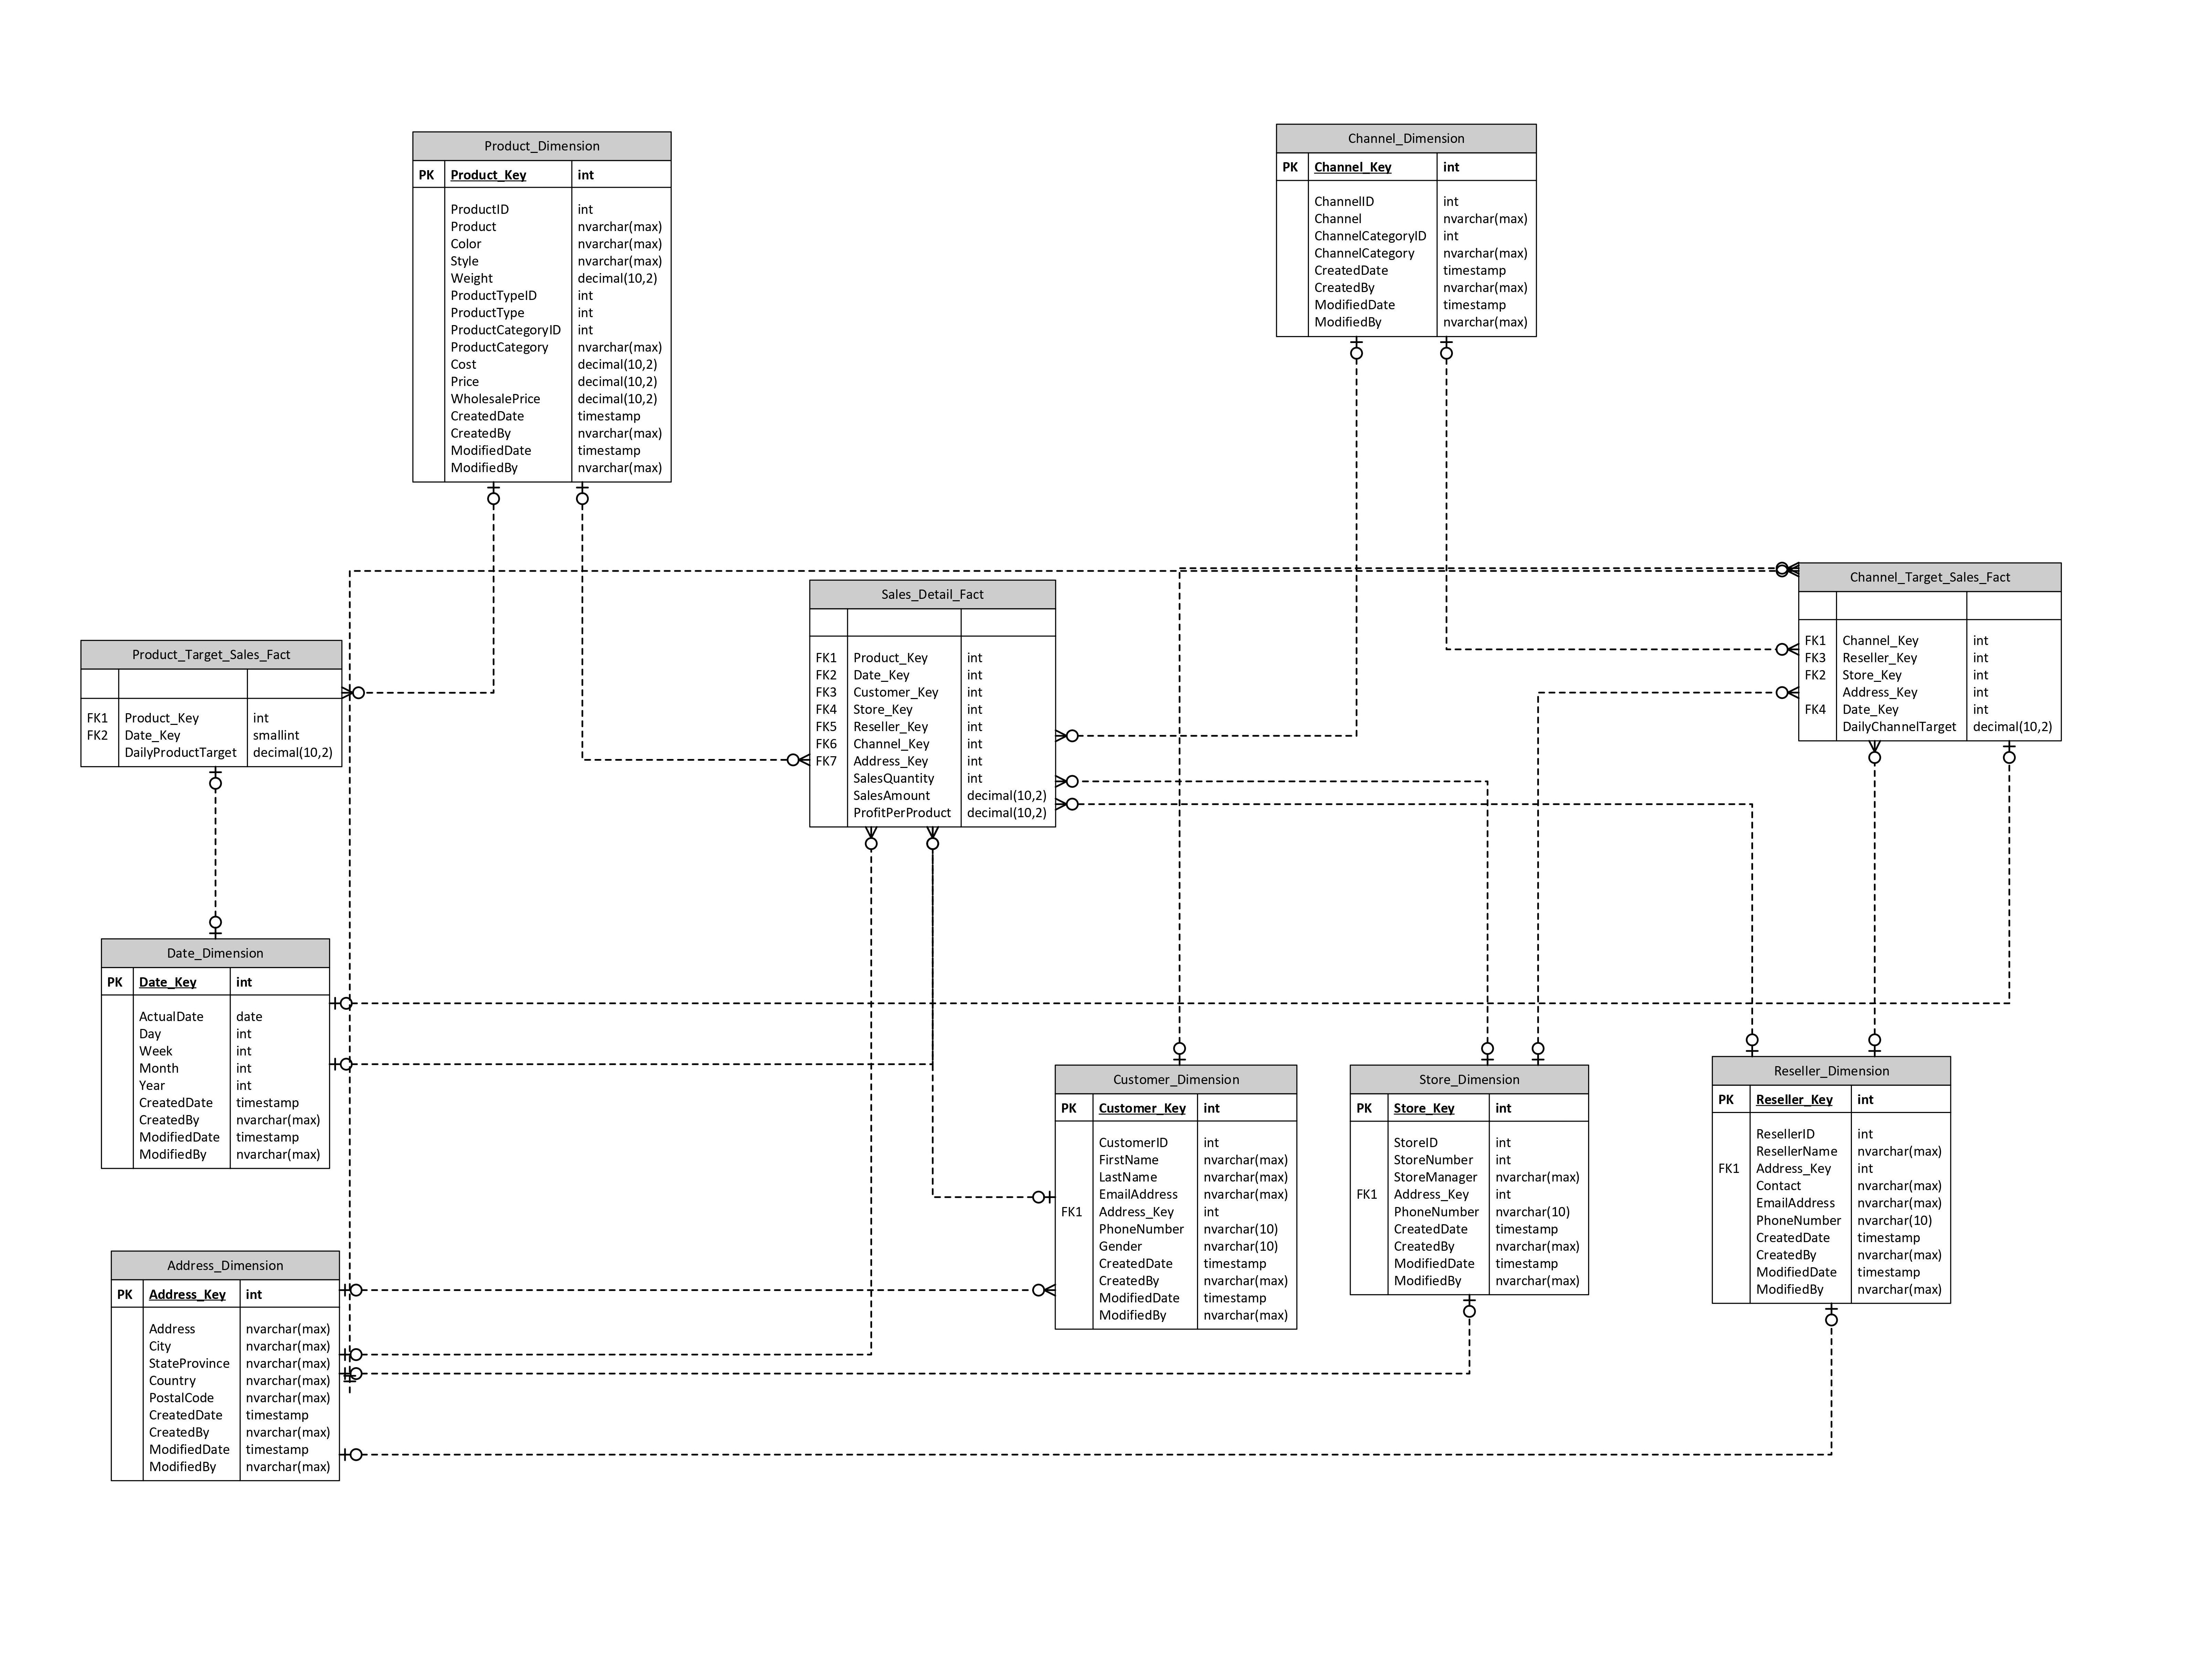 Product_Dimension
PK Product_Key int
ProductID int
Product nvarchar(max)
Color nvarchar(max)
Style nvarchar(max)
Weight decimal(10,2)
ProductTypeID int
ProductType int
ProductCategoryID int
ProductCategory nvarchar(max)
Cost decimal(10,2)
Price decimal(10,2)
WholesalePrice decimal(10,2)
CreatedDate timestamp
CreatedBy nvarchar(max)
ModifiedDate timestamp
ModifiedBy nvarchar(max)
Channel_Dimension
PK Channel_Key int
ChannelID int
Channel nvarchar(max)
ChannelCategoryID int
ChannelCategory nvarchar(max)
CreatedDate timestamp
CreatedBy nvarchar(max)
ModifiedDate timestamp
ModifiedBy nvarchar(max)
Product_Target_Sales_Fact
FK1 Product_Key int
FK2 Date_Key smallint
DailyProductTarget decimal(10,2)
Sales_Detail_Fact
FK1 Product_Key int
FK2 Date_Key int
FK3 Customer_Key int
FK4 Store_Key int
FK5 Reseller_Key int
FK6 Channel_Key int
FK7 Address_Key int
SalesQuantity int
SalesAmount decimal(10,2)
ProfitPerProduct decimal(10,2)
Channel_Target_Sales_Fact
FK1 Channel_Key int
FK3 Reseller_Key int
FK2 Store_Key int
Address_Key int
FK4 Date_Key int
DailyChannelTarget decimal(10,2)
Date_Dimension
PK Date_Key int
ActualDate date
Day int
Week int
Month int
Year int
CreatedDate timestamp
CreatedBy nvarchar(max)
ModifiedDate timestamp
ModifiedBy nvarchar(max)
Customer_Dimension
PK Customer_Key int
CustomerID int
FirstName nvarchar(max)
LastName nvarchar(max)
EmailAddress nvarchar(max)
FK1 Address_Key int
PhoneNumber nvarchar(10)
Gender nvarchar(10)
CreatedDate timestamp
CreatedBy nvarchar(max)
ModifiedDate timestamp
ModifiedBy nvarchar(max)
Store_Dimension
PK Store_Key int
StoreID int
StoreNumber int
StoreManager nvarchar(max)
FK1 Address_Key int
PhoneNumber nvarchar(10)
CreatedDate timestamp
CreatedBy nvarchar(max)
ModifiedDate timestamp
ModifiedBy nvarchar(max)
Reseller_Dimension
PK Reseller_Key int
ResellerID int
ResellerName nvarchar(max)
FK1 Address_Key int
Contact nvarchar(max)
EmailAddress nvarchar(max)
PhoneNumber nvarchar(10)
CreatedDate timestamp
CreatedBy nvarchar(max)
ModifiedDate timestamp
ModifiedBy nvarchar(max)
Address_Dimension
PK Address_Key int
Address nvarchar(max)
City nvarchar(max)
StateProvince nvarchar(max)
Country nvarchar(max)
PostalCode nvarchar(max)
CreatedDate timestamp
CreatedBy nvarchar(max)
ModifiedDate timestamp
ModifiedBy nvarchar(max)